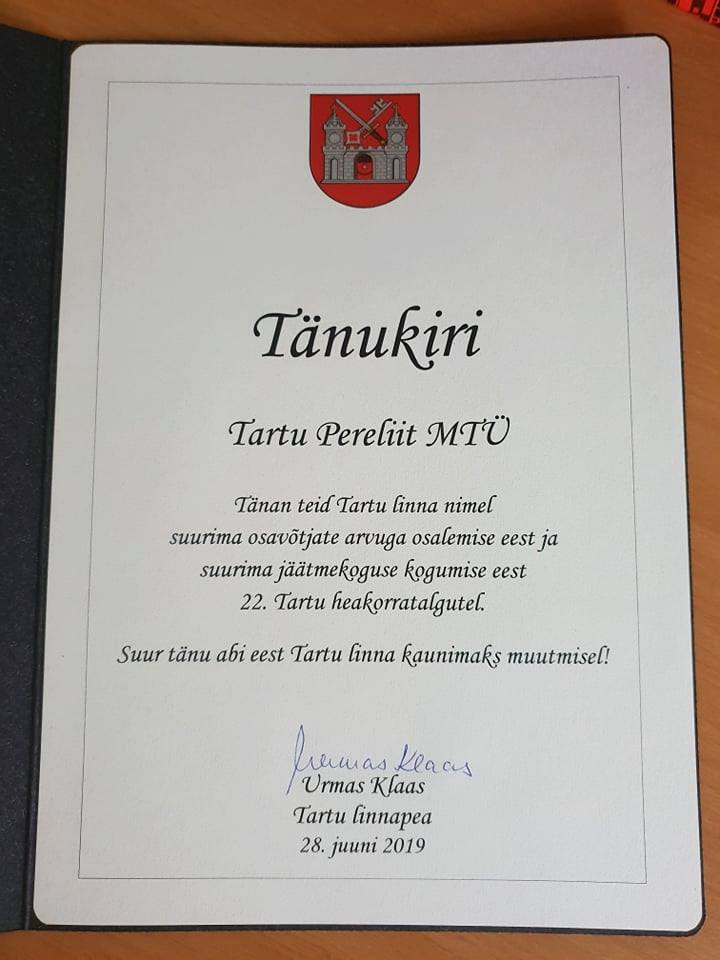 Tänukiri
Tartu Pereliit MTÜ
Tänan teid Tartu linna nimel
suurima osavõtjate arvuga osalemise eest ja
suurima jäätmekoguse kogumise eest
22. Tartu heakorratalgutel.
Suur tänu abi eest Tartu linna kaunimaks muutmisel!
Urmas Klaas
Urmas Klaas
Tartu linnapea
28. juuni 2019